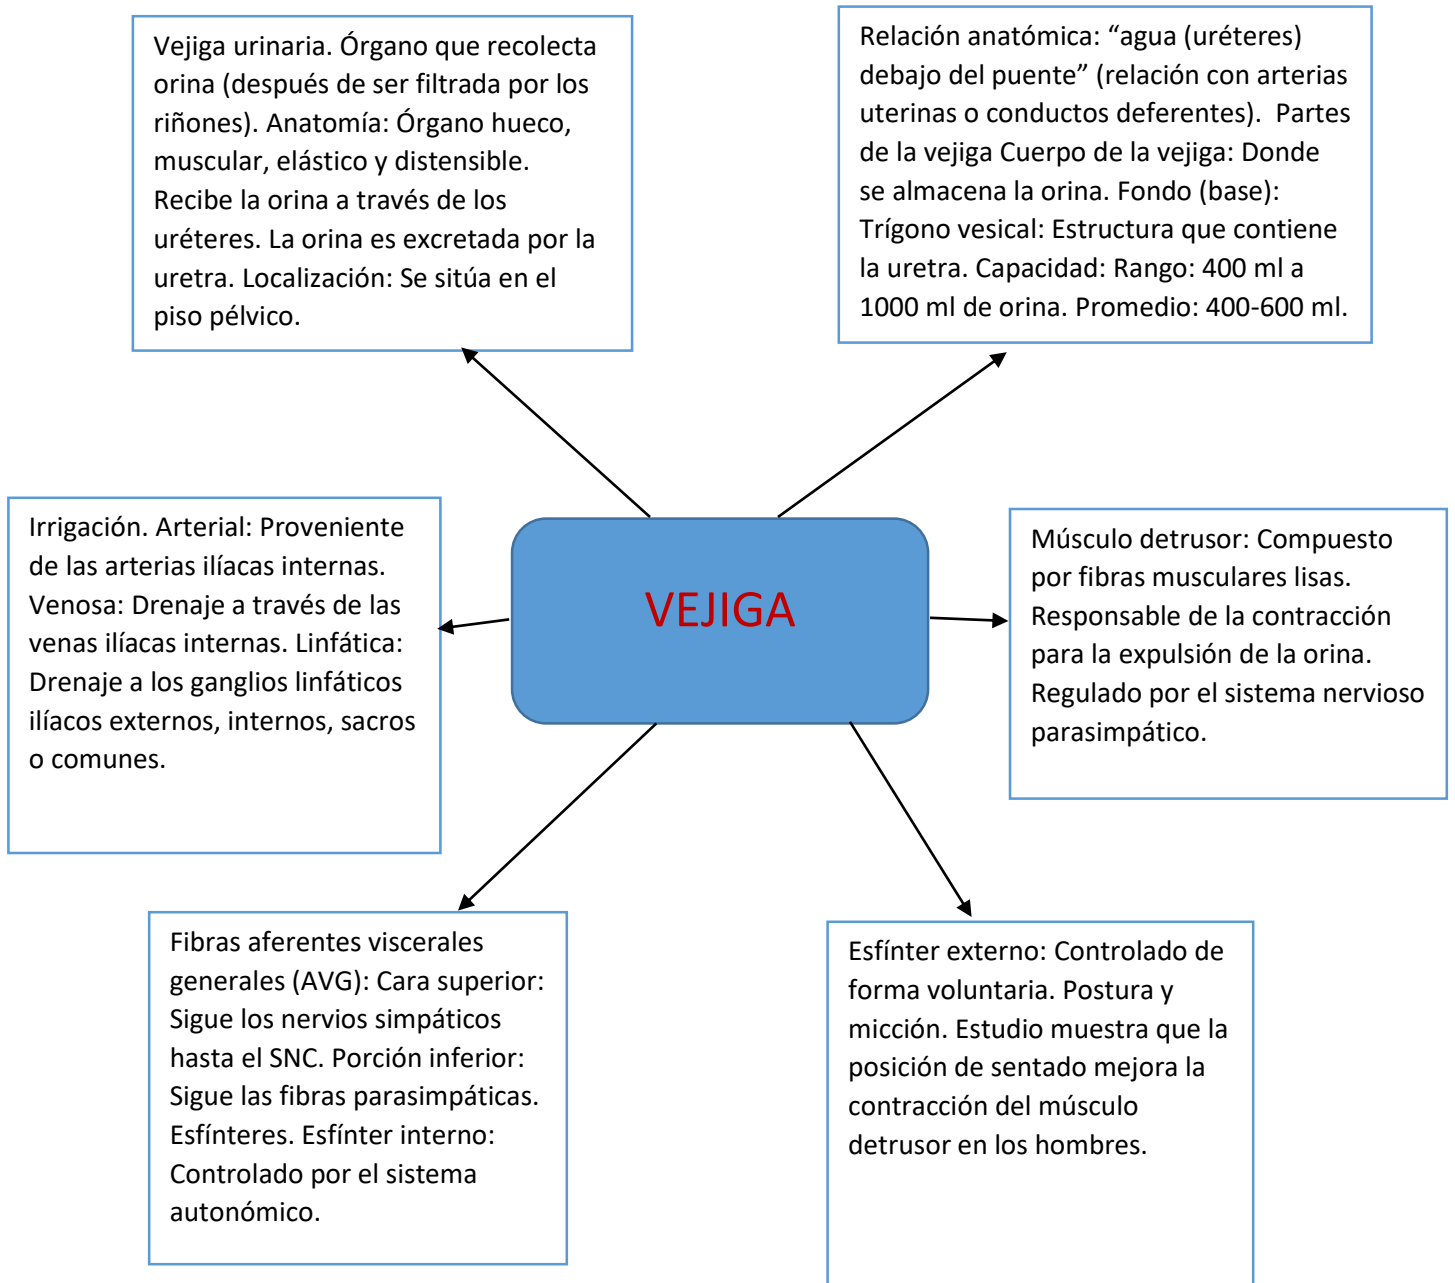 Vejiga urinaria. Órgano que recolecta
orina (después de ser filtrada por los
riñones). Anatomía: Órgano hueco,
muscular, elástico y distensible.
Recibe la orina a través de los
uréteres. La orina es excretada por la
uretra. Localización: Se sitúa en el
piso pélvico.
Relación anatómica: “agua (uréteres)
debajo del puente” (relación con arterias
uterinas o conductos deferentes).  Partes
de la vejiga Cuerpo de la vejiga: Donde
se almacena la orina. Fondo (base):
Trígono vesical: Estructura que contiene
la uretra. Capacidad: Rango: 400 ml a
1000 ml de orina. Promedio: 400-600 ml.
Irrigación. Arterial: Proveniente
de las arterias ilíacas internas.
Venosa: Drenaje a través de las
venas ilíacas internas. Linfática:
Drenaje a los ganglios linfáticos
ilíacos externos, internos, sacros
o comunes.
VEJIGA
Músculo detrusor: Compuesto
por fibras musculares lisas.
Responsable de la contracción
para la expulsión de la orina.
Regulado por el sistema nervioso
parasimpático.
Fibras aferentes viscerales
generales (AVG): Cara superior:
Sigue los nervios simpáticos
hasta el SNC. Porción inferior:
Sigue las fibras parasimpáticas.
Esfínteres. Esfínter interno:
Controlado por el sistema
autonómico.
Esfínter externo: Controlado de
forma voluntaria. Postura y
micción. Estudio muestra que la
posición de sentado mejora la
contracción del músculo
detrusor en los hombres.